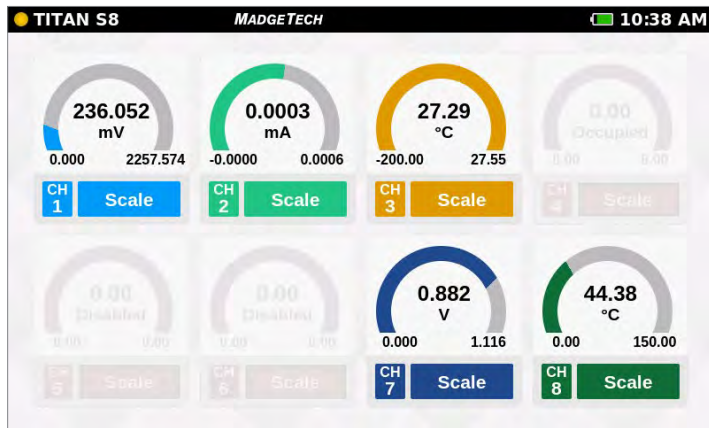 TITAN S8 MADGETECH 10:38 AM
236.052 0.0003 27.29 0.00
mV mA °C Occupied
0.000 2257.574 -0.0000 0.0006 -200.00 27.55 0.00 0.00
CH 1 Scale CH 2 Scale CH 3 Scale CH 4 Scale
0.00 0.00 0.882 44.38
Disabled Disabled V °C
0.00 0.00 0.00 0.00 0.000 1.116 0.00 150.00
CH 5 Scale CH 6 Scale CH 7 Scale CH 8 Scale